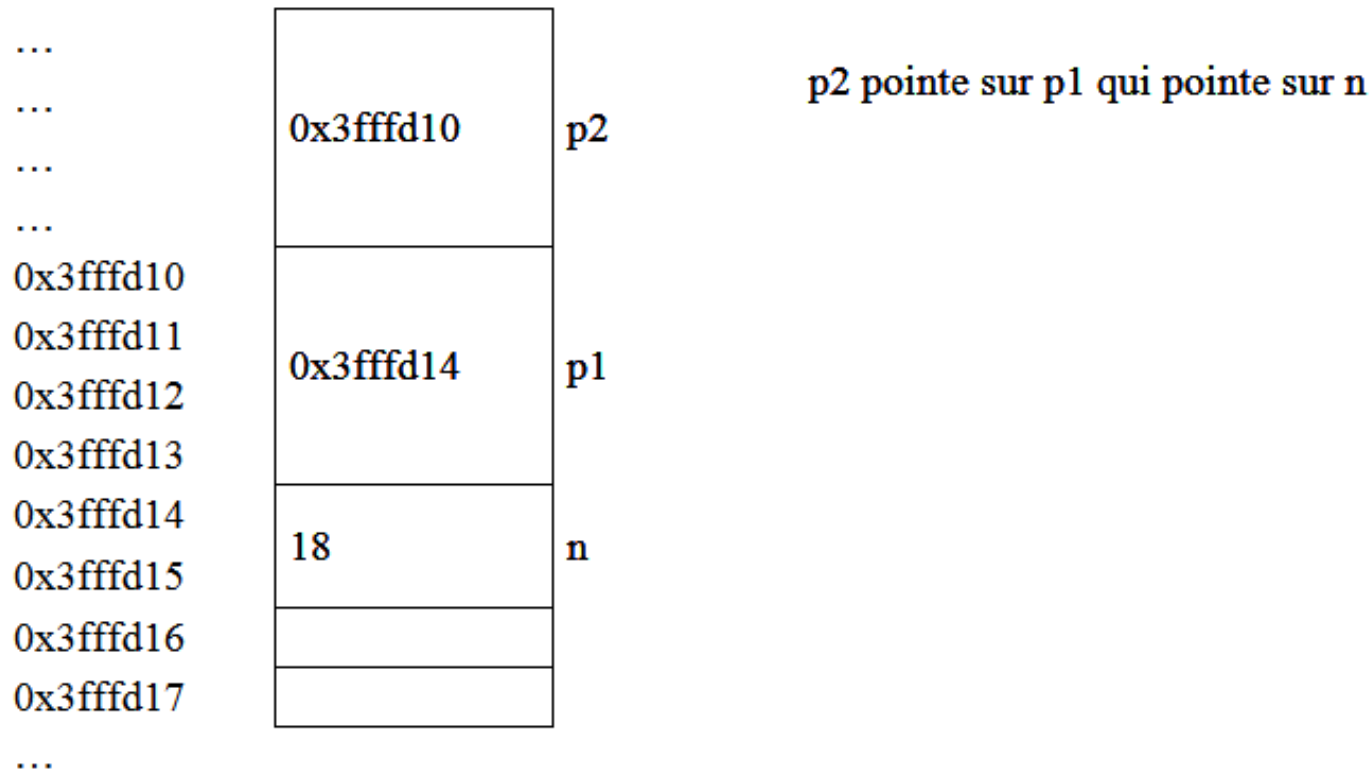 …
…
0x3fffd10 p2
p2 pointe sur p1 qui pointe sur n
…
…
0x3fffd10
0x3fffd11
0x3fffd14 p1
0x3fffd12
0x3fffd13
0x3fffd14
18 n
0x3fffd15
0x3fffd16
0x3fffd17
…